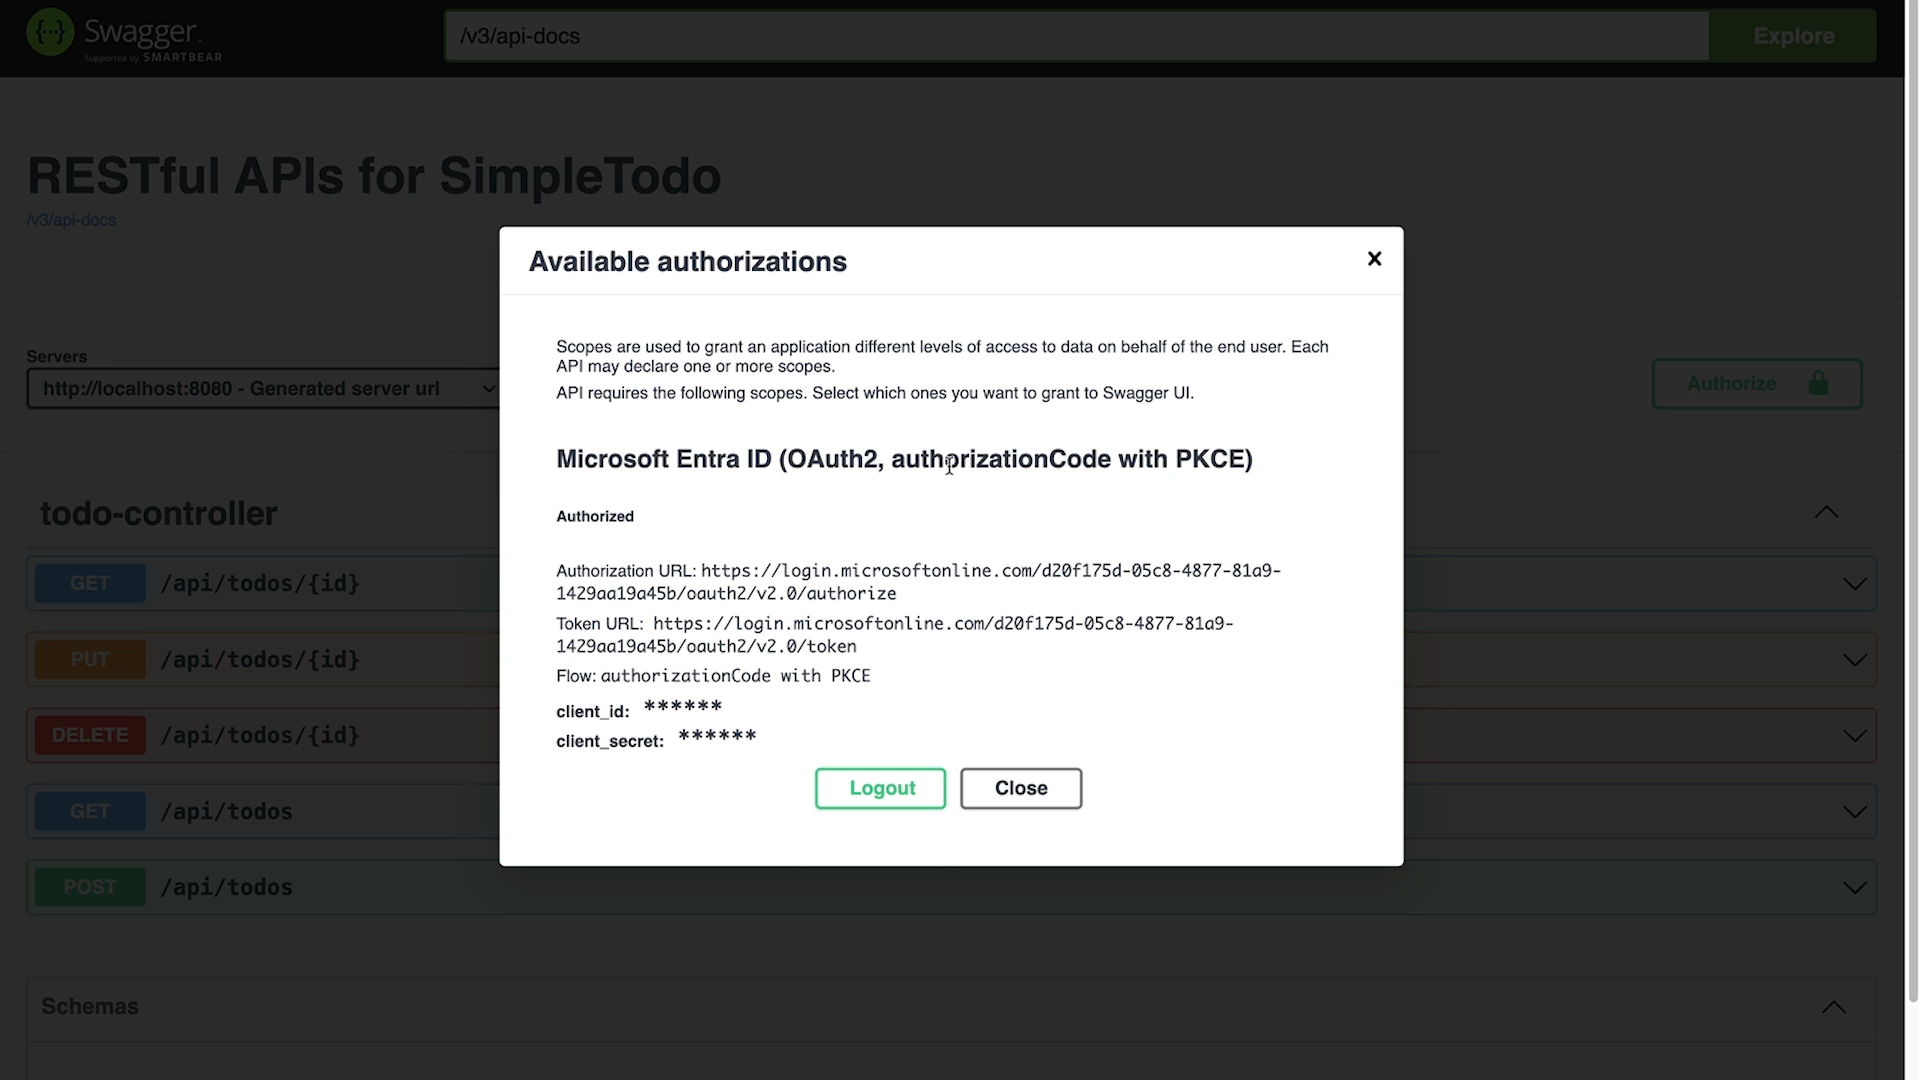 Swagger
Supported by SMARTBEAR
/v3/api-docs
Explore
RESTful APIs for SimpleTodo
/v3/api-docs
Available authorizations
Scopes are used to grant an application different levels of access to data on behalf of the end user. Each
API may declare one or more scopes.
API requires the following scopes. Select which ones you want to grant to Swagger UI.
Servers
http://localhost:8080 - Generated server url
Authorize
Microsoft Entra ID (OAuth2, authorizationCode with PKCE)
Authorized
Authorization URL: https://login.microsoftonline.com/d20f175d-05c8-4877-81a9-
1429aa19a45b/oauth2/v2.0/authorize
Token URL: https://login.microsoftonline.com/d20f175d-05c8-4877-81a9-
1429aa19a45b/oauth2/v2.0/token
Flow: authorizationCode with PKCE
client_id: ******
client_secret: ******
Logout Close
todo-controller
GET /api/todos/{id}
PUT /api/todos/{id}
DELETE /api/todos/{id}
GET /api/todos
POST /api/todos
Schemas